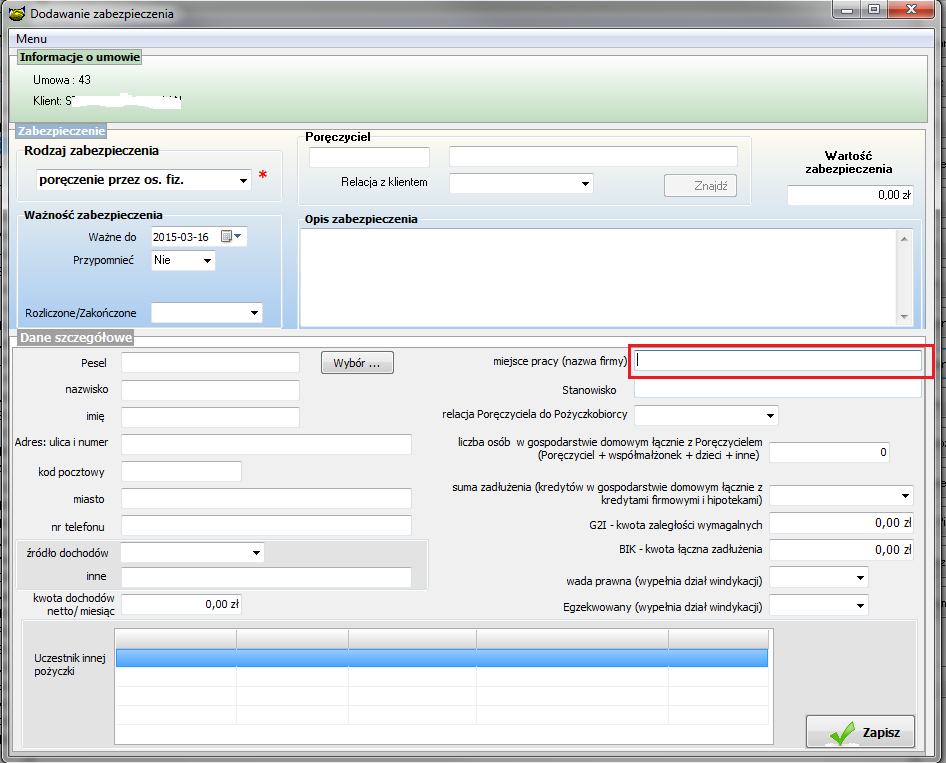 Dodawanie zabezpieczenia
Menu
Informacje o umowie
Umowa : 43
Klient:
Zabezpieczenie
Rodzaj zabezpieczenia
poręczenie przez os. fiz.
*
Poręczyciel
Relacja z klientem
Znajdź
Wartość
zabezpieczenia
0,00 zł
Ważność zabezpieczenia
Ważne do
2015-03-16
Przypomnieć
Nie
Rozliczone/Zakończone
Opis zabezpieczenia
Dane szczegółowe
Pesel
Wybór ...
nazwisko
imię
Adres: ulica i numer
kod pocztowy
miasto
nr telefonu
źródło dochodów
inne
kwota dochodów
netto/ miesiąc
0,00 zł
miejsce pracy (nazwa firmy)
Stanowisko
relacja Poręczyciela do Pożyczkobiorcy
liczba osób w gospodarstwie domowym łącznie z Poręczycielem
(Poręczyciel + współmałżonek + dzieci + inne)
0
suma zadłużenia (kredytów w gospodarstwie domowym łącznie z
kredytami firmowymi i hipotekami)
G2I - kwota zaległości wymagalnych
0,00 zł
BIK - kwota łączna zadłużenia
0,00 zł
wada prawna (wypełnia dział windykacji)
Egzekwowany (wypełnia dział windykacji)
Uczestnik innej
pożyczki
Zapisz